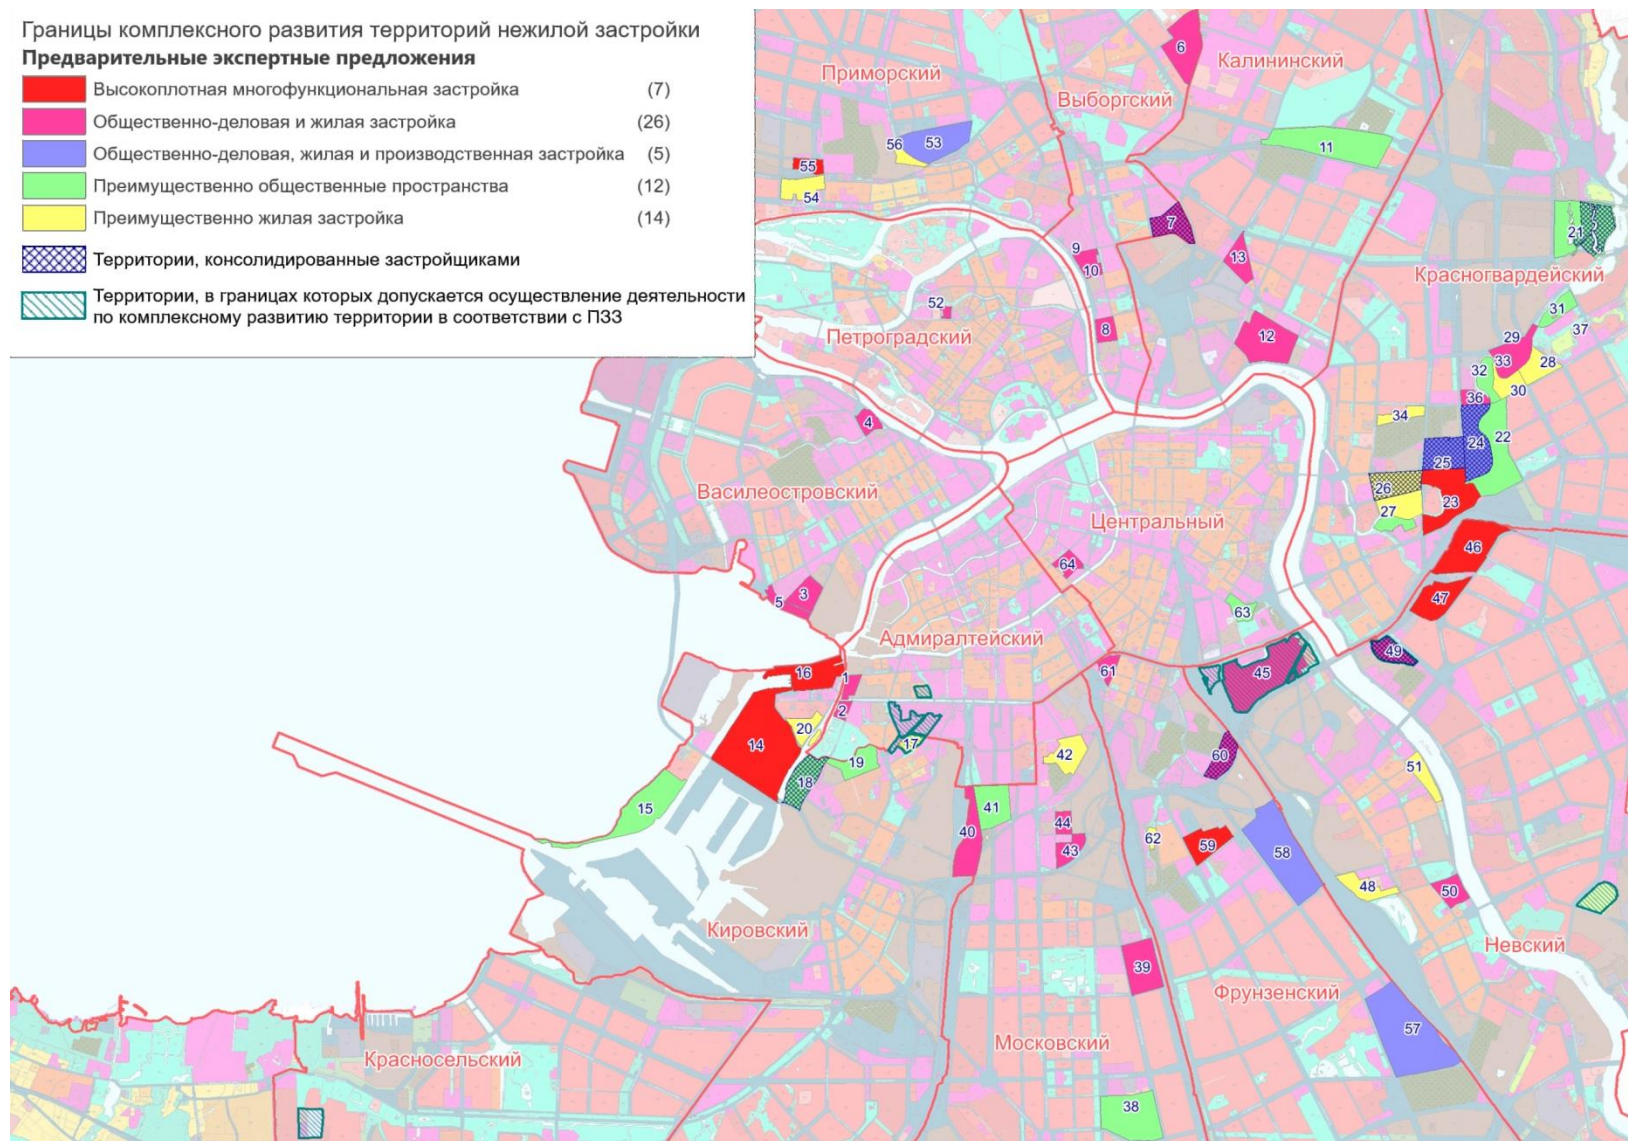 Границы комплексного развития территорий нежилой застройки
Предварительные экспертные предложения
Высокоплотная многофункциональная застройка (7)
Общественно-деловая и жилая застройка (26)
Общественно-деловая, жилая и производственная застройка (5)
Преимущественно общественные пространства (12)
Преимущественно жилая застройка (14)
Территории, консолидированные застройщиками
Территории, в границах которых допускается осуществление деятельности
по комплексному развитию территории в соответствии с ПЗЗ
6
Калининский
Приморский
Выборгский
56 53
11
55
54
7
21
9
10
13
Красногвардейский
52
31
8
12
29
37
Петроградский
33
28
32
30
36
34
4
22
24
25
Василеостровский
26
23
27
Центральный
46
64
5 3
47
63
Адмиралтейский
49
16
1
61
45
2
20
14
17
42
60
19
51
18
15
41
44
40
62
59
43
58
48
50
Кировский
Невский
39
Фрунзенский
57
Московский
Красносельский
38